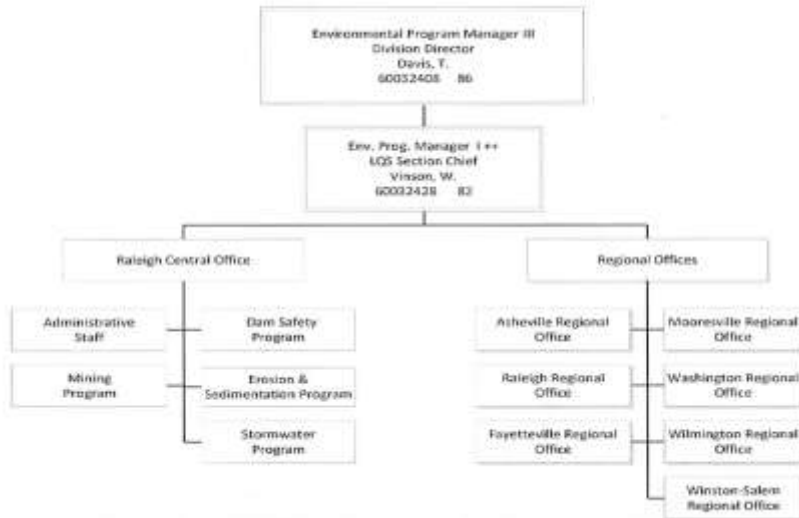 Environmental Program Manager III
Division Director
Davis, T.
60032408 86
Env. Prog. Manager I ++
LQS Section Chief
Vinson, W.
60032428 82
Raleigh Central Office
Regional Offices
Administrative
Staff
Dam Safety
Program
Mining
Program
Erosion &
Sedimentation Program
Stormwater
Program
Asheville Regional
Office
Mooresville Regional
Office
Raleigh Regional
Office
Washington Regional
Office
Fayetteville Regional
Office
Wilmington Regional
Office
Winston-Salem
Regional Office